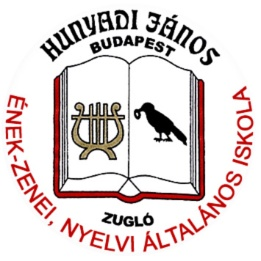 HUNYADI JÁNOS
BUDAPEST
ZUGLÓ
ÉNEK-ZENEI, NYELVI ÁLTALÁNOS ISKOLA